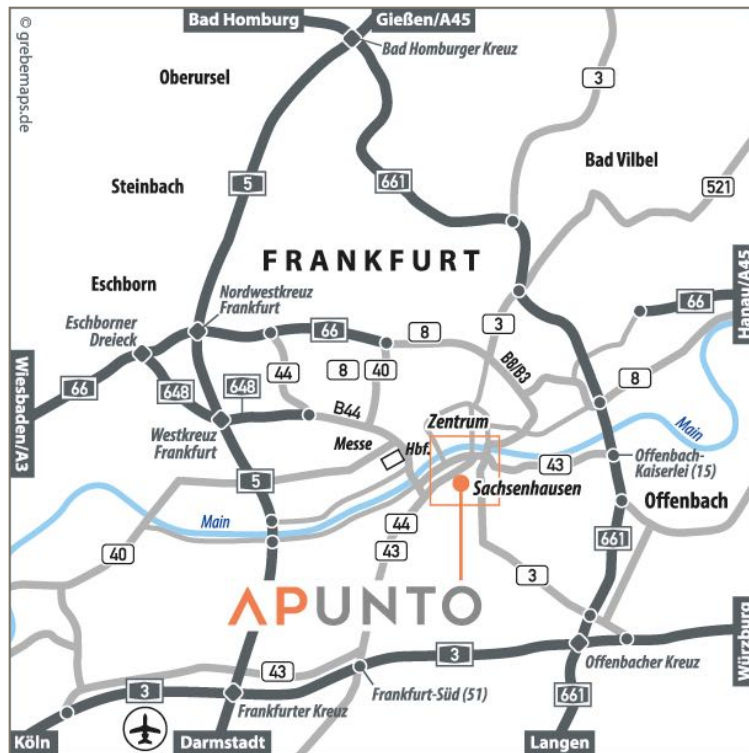 © grebemaps.de
Bad Homburg
Gießen/A45
Bad Homburger Kreuz
Oberursel
3
Bad Vilbel
Steinbach
5
661
521
FRANKFURT
Eschborn
Nordwestkreuz
Frankfurt
Eschborner
Dreieck
66
Hanau/A45
3
66
8
8
40
44
B8/B3
Wiesbaden/A3
66
648
648
8
B44
Zentrum
Main
Westkreuz
Frankfurt
Messe
Hbf.
43
Offenbach-
Kaiserlei (15)
5
Sachsenhausen
Offenbach
Main
44
40
43
661
3
APUNTO
Würzburg
43
3
3
Offenbacher Kreuz
Frankfurt-Süd (51)
661
Frankfurter Kreuz
Köln
Darmstadt
Langen